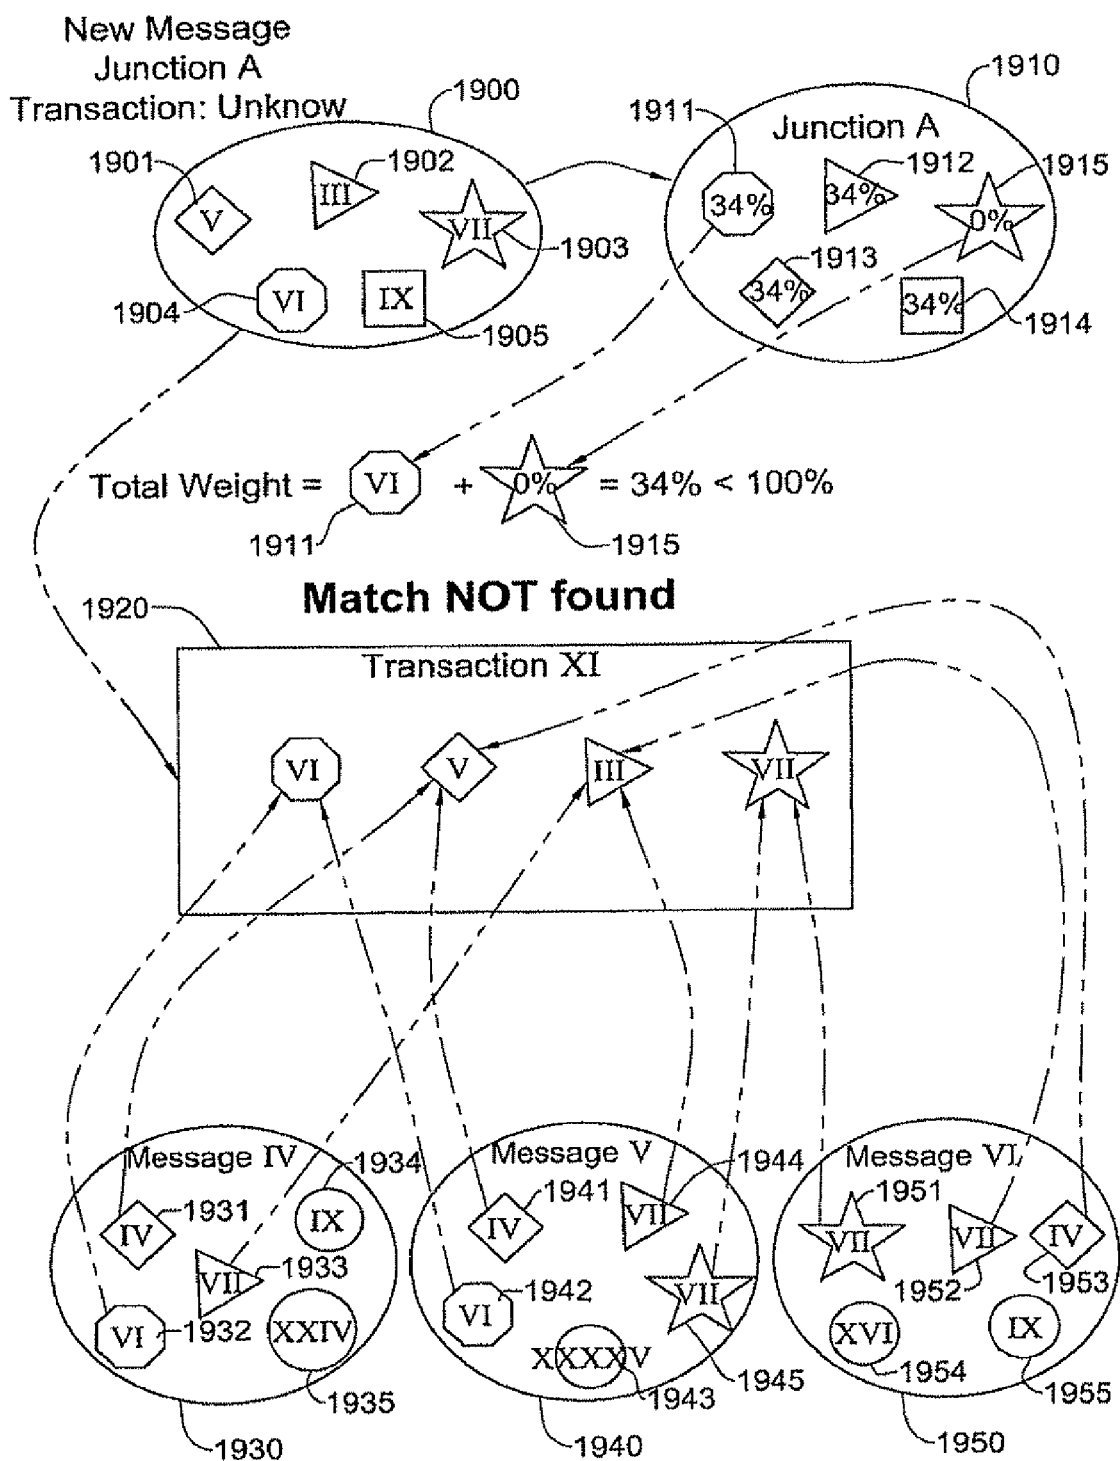 New Message
Junction A
Transaction: Unknow
1900
1910
1901
1902
1911
Junction A
1912
1915
V
III
VII
1903
34%
34%
0%
1913
1904
VI
IX
1905
34%
34%
1914
Total Weight = VI + 0% = 34% < 100%
1911
1915
Match NOT found
1920
Transaction XI
VI
V
III
VII
Message IV
1934
Message V
1944
Message VI
IV
1931
IX
IV
1941
VII
1951
VII
VII
IV
VII
1933
1952
1953
VI
1932
XXIV
VI
1942
VII
XVI
IX
XXXXV
1935
1943
1945
1954
1955
1930
1940
1950